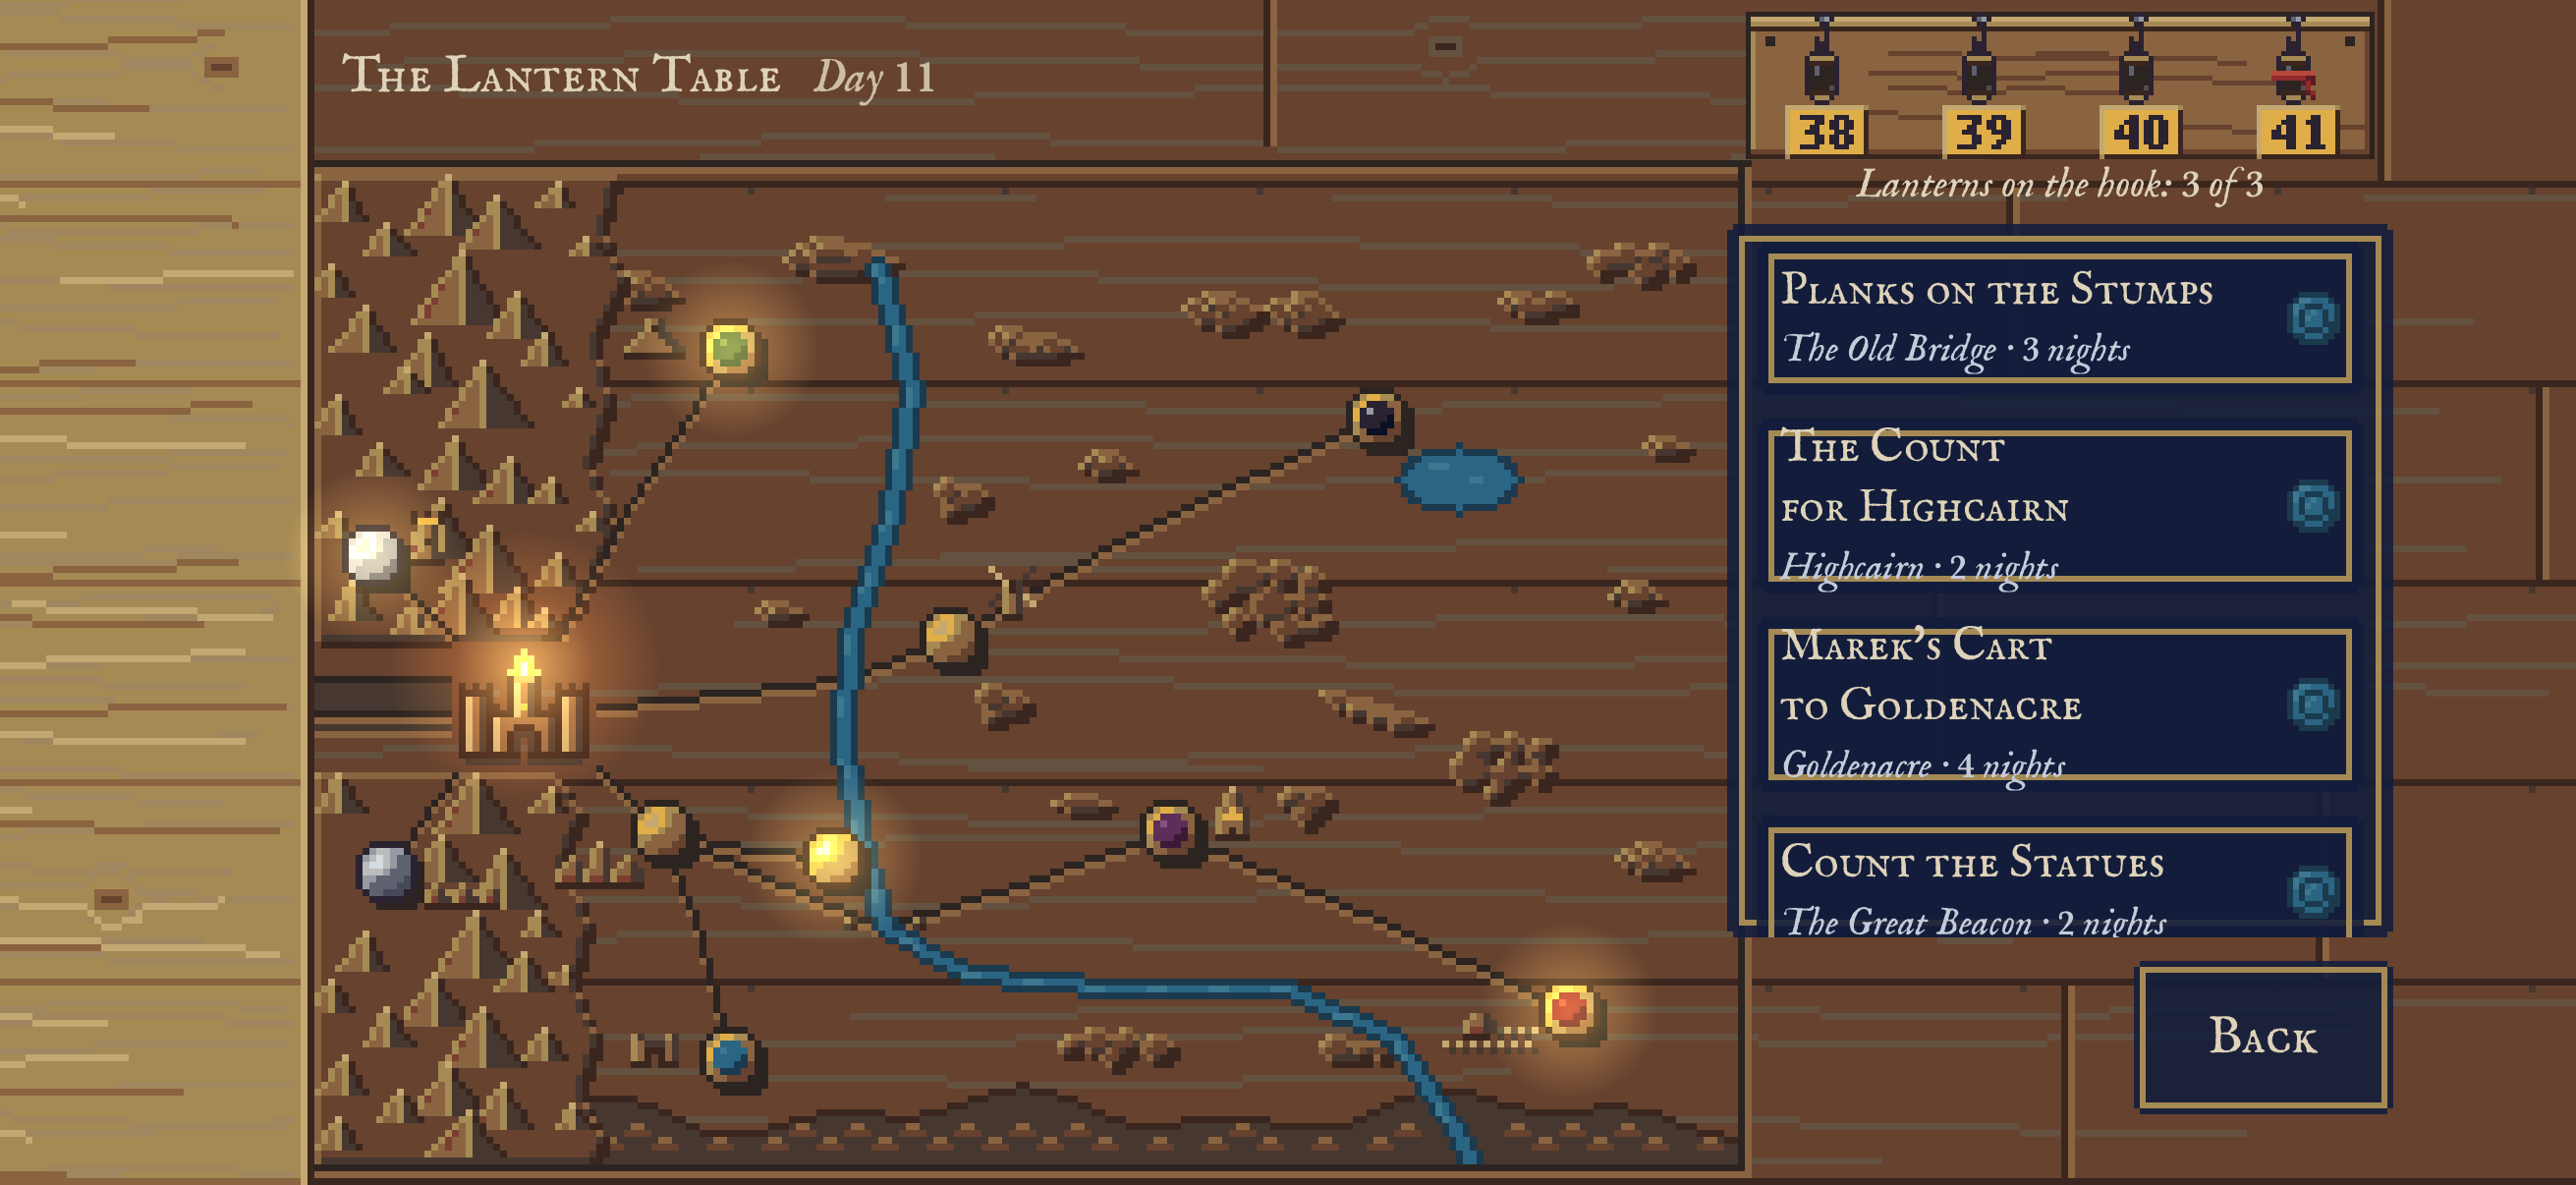 The Lantern Table Day 11
38 39 40 41
Lanterns on the hook: 3 of 3
Planks on the Stumps
The Old Bridge · 3 nights
The Count
for Highcairn
Highcairn · 2 nights
Marek's Cart
to Goldenacre
Goldenacre · 4 nights
Count the Statues
The Great Beacon · 2 nights
Back